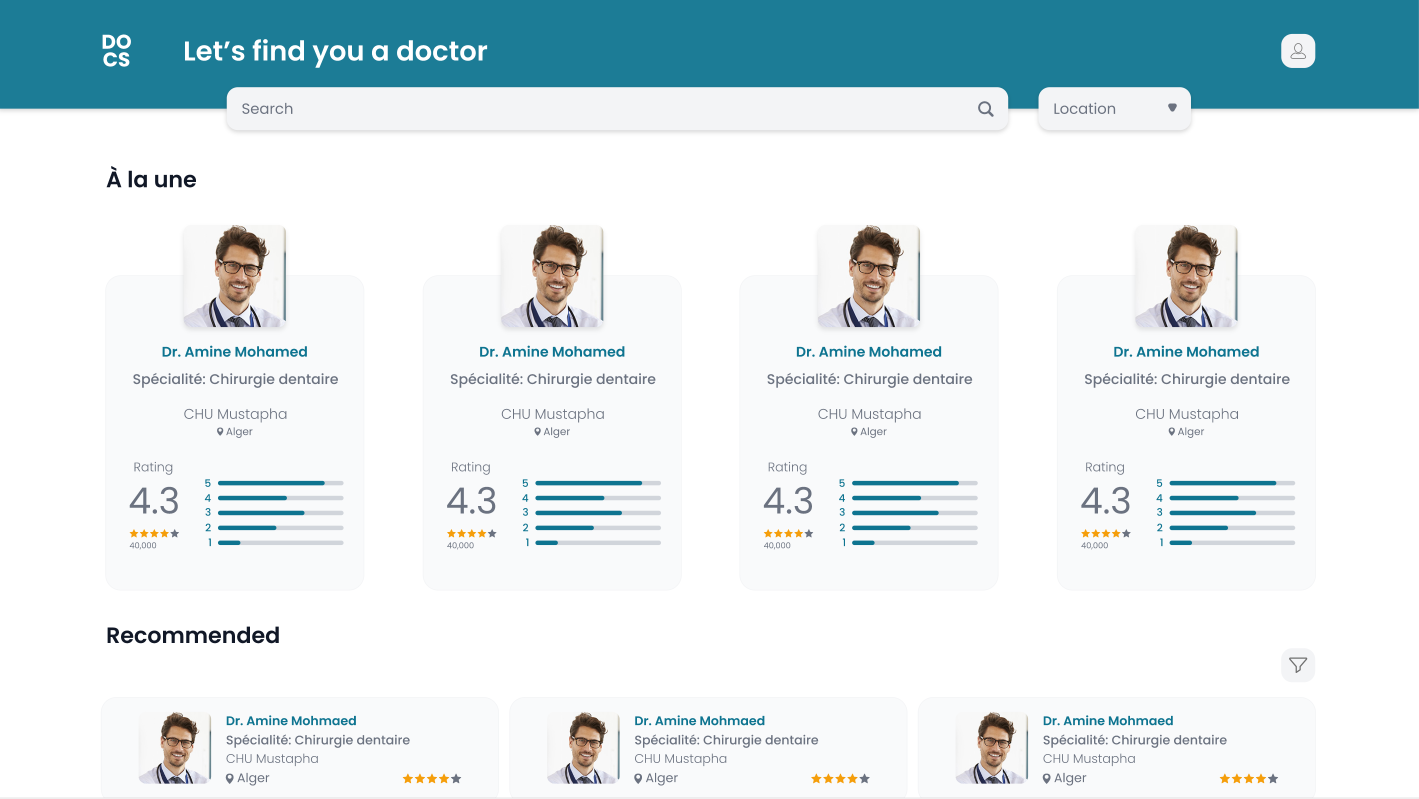 DO
CS
Let's find you a doctor
Search
Location
À la une
Dr. Amine Mohamed
Spécialité: Chirurgie dentaire
CHU Mustapha
Alger
Rating
4.3
40,000
5
4
3
2
1
Dr. Amine Mohamed
Spécialité: Chirurgie dentaire
CHU Mustapha
Alger
Rating
4.3
40,000
5
4
3
2
1
Dr. Amine Mohamed
Spécialité: Chirurgie dentaire
CHU Mustapha
Alger
Rating
4.3
40,000
5
4
3
2
1
Dr. Amine Mohamed
Spécialité: Chirurgie dentaire
CHU Mustapha
Alger
Rating
4.3
40,000
5
4
3
2
1
Recommended
Dr. Amine Mohmaed
Spécialité: Chirurgie dentaire
CHU Mustapha
Alger
Dr. Amine Mohmaed
Spécialité: Chirurgie dentaire
CHU Mustapha
Alger
Dr. Amine Mohmaed
Spécialité: Chirurgie dentaire
CHU Mustapha
Alger